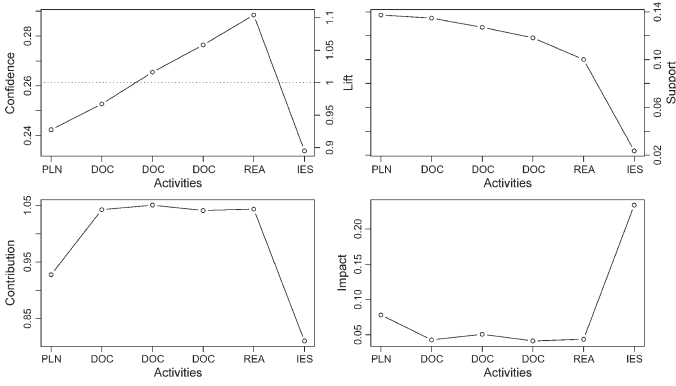 Confidence
0.28
0.26
0.24
1.1
1.05
1
0.95
0.9
Lift
PLN DOC DOC DOC REA IES
Activities
0.14
0.10
0.06
0.02
Support
PLN DOC DOC DOC REA IES
Activities
Contribution
1.05
0.95
0.85
PLN DOC DOC DOC REA IES
Activities
Impact
0.20
0.15
0.10
0.05
PLN DOC DOC DOC REA IES
Activities